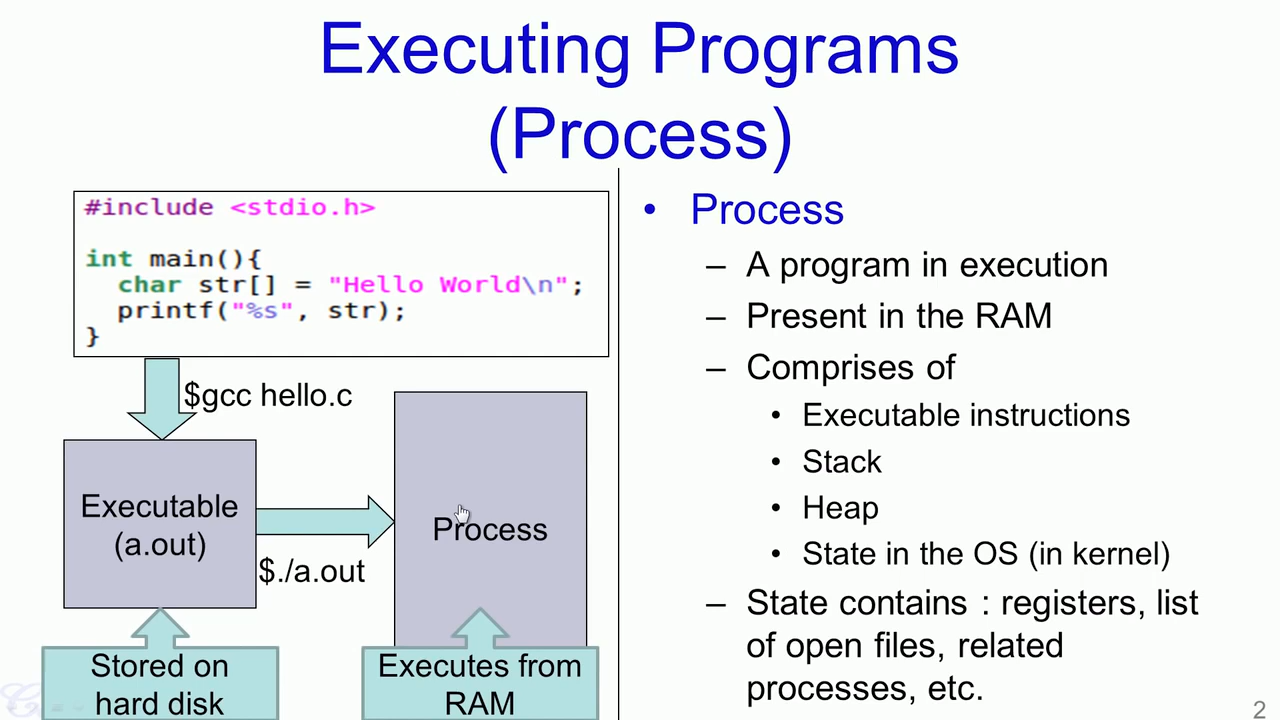 Executing Programs
(Process)
#include <stdio.h>
int main(){
char str[] = "Hello World\n";
printf("%s", str);
}
$gcc hello.c
Executable
(a.out)
$./a.out
Process
Stored on
hard disk
Executes from
RAM
• Process
– A program in execution
– Present in the RAM
– Comprises of
• Executable instructions
• Stack
• Heap
• State in the OS (in kernel)
– State contains : registers, list
of open files, related
processes, etc.
2